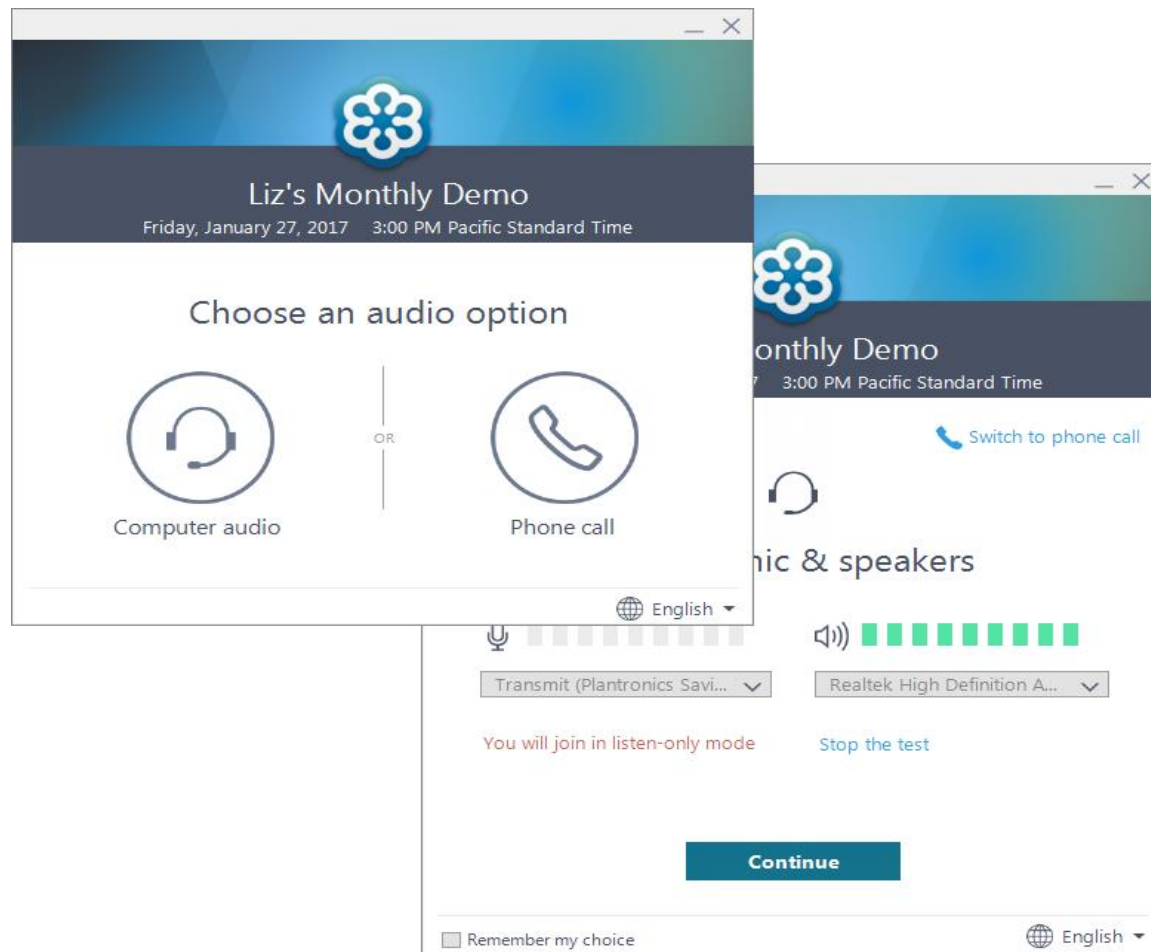 Liz's Monthly Demo
Friday, January 27, 2017 3:00 PM Pacific Standard Time
Choose an audio option
OR
Computer audio
Phone call
English
onthly Demo
3:00 PM Pacific Standard Time
Switch to phone call
nic & speakers
Transmit (Plantronics Savi...
Realtek High Definition A...
You will join in listen-only mode
Stop the test
Continue
Remember my choice
English